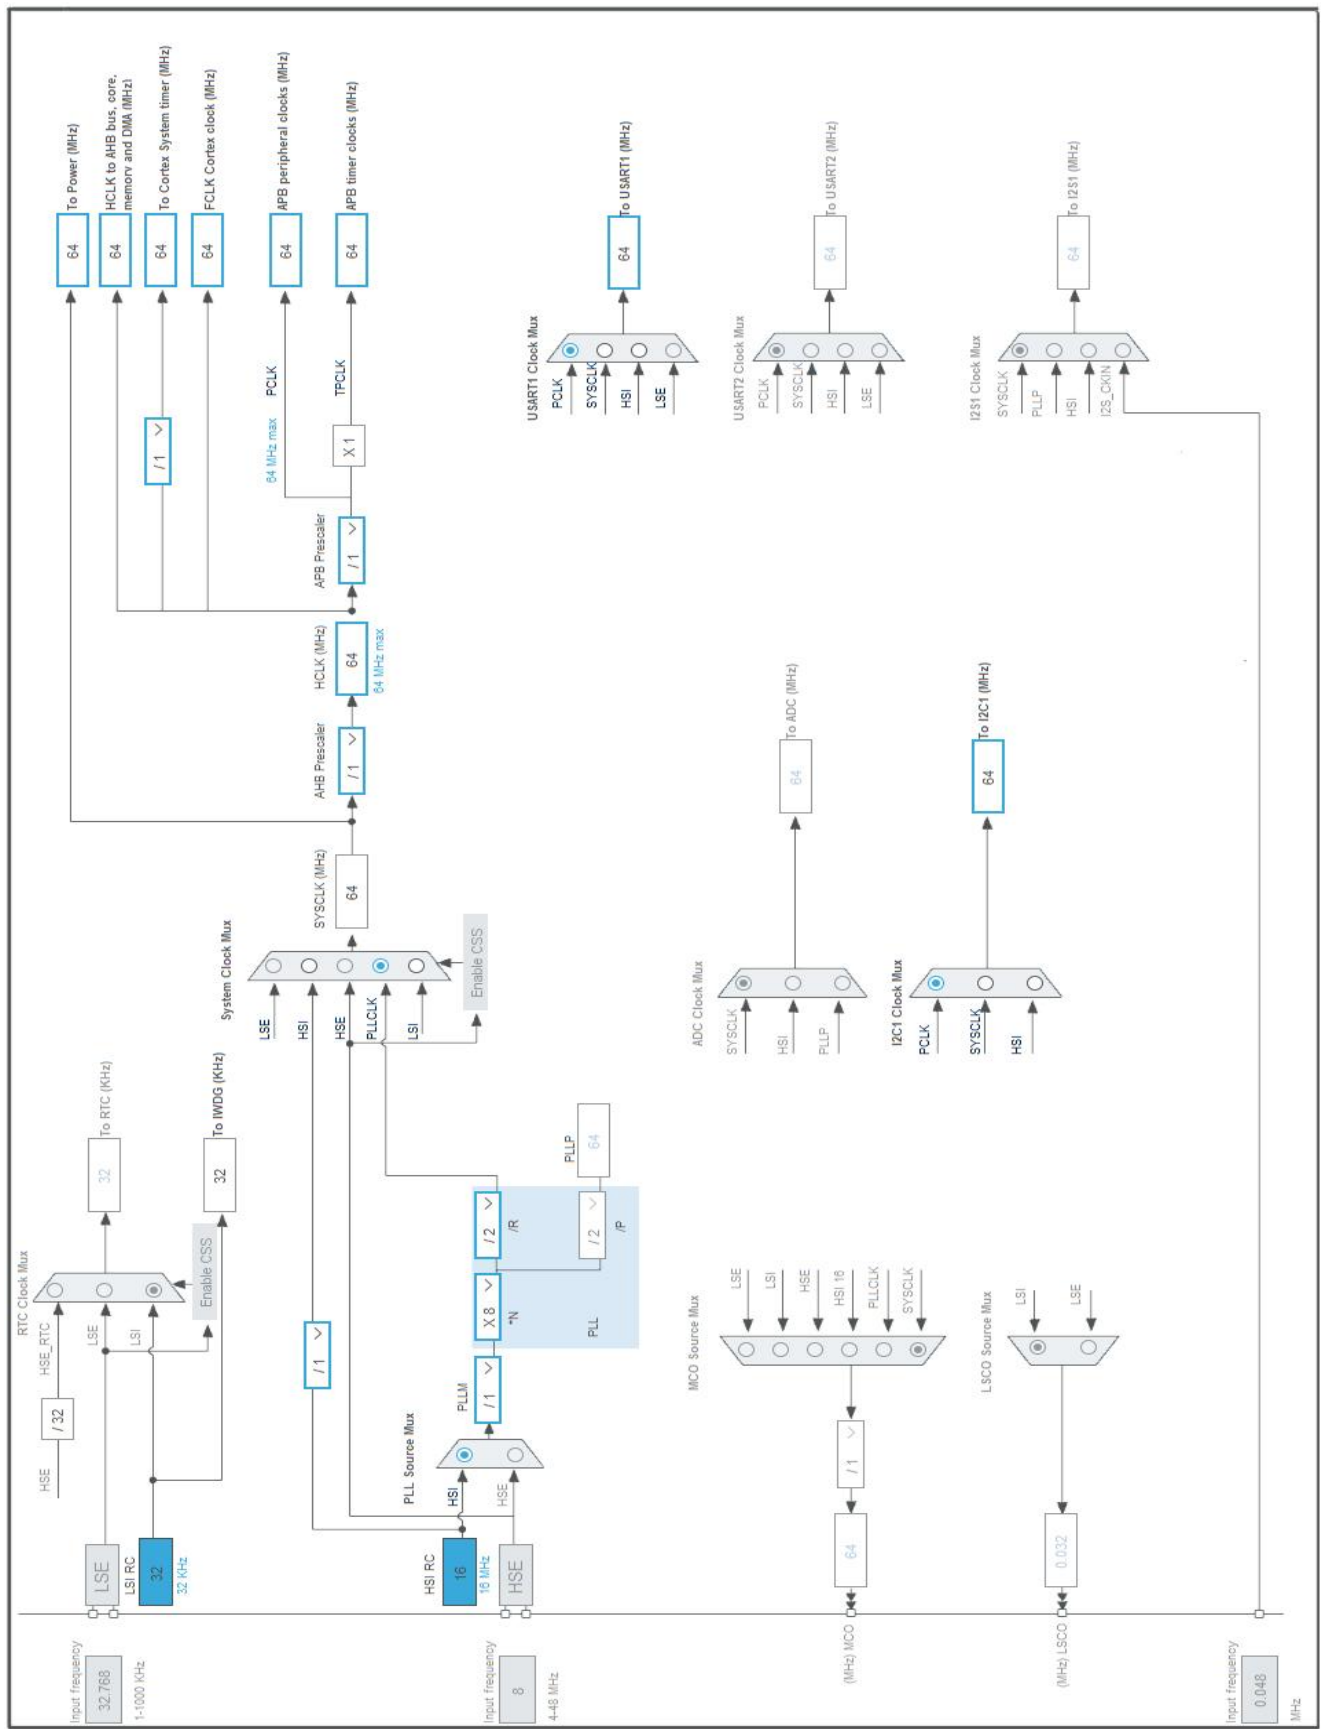 RTC Clock Mux
HSE
/ 32
HSE_RTC
LSE
LSI
32
To RTC (KHz)
Enable CSS
32
To IWDG (KHz)
Input frequency
32.768
1-1000 KHz
LSE
LSI RC
32
32 KHz
System Clock Mux
LSE
HSI
HSE
PLLCLK
LSI
Enable CSS
SYSCLK (MHz)
64
AHB Prescaler
/ 1
HCLK (MHz)
64
64 MHz max
APB Prescaler
/ 1
X 1
/ 1
64 MHz max
PCLK
TPCLK
64
To Power (MHz)
64
HCLK to AHB bus, core,
memory and DMA (MHz)
64
To Cortex System timer (MHz)
64
FCLK Cortex clock (MHz)
64
APB peripheral clocks (MHz)
64
APB timer clocks (MHz)
/ 1
HSI RC
16
16 MHz
Input frequency
8
4-48 MHz
HSE
PLL Source Mux
HSI
HSE
PLLM
/ 1
X 8
*N
/ 2
/R
/ 2
/P
PLL
PLLP
64
USART1 Clock Mux
PCLK
SYSCLK
HSI
LSE
64
To USART1 (MHz)
USART2 Clock Mux
PCLK
SYSCLK
HSI
LSE
64
To USART2 (MHz)
I2S1 Clock Mux
SYSCLK
PLLP
HSI
I2S_CKIN
64
To I2S1 (MHz)
ADC Clock Mux
SYSCLK
HSI
PLLP
64
To ADC (MHz)
I2C1 Clock Mux
PCLK
SYSCLK
HSI
64
To I2C1 (MHz)
MCO Source Mux
LSE
LSI
HSE
HSI 16
PLLCLK
SYSCLK
/ 1
64
(MHz) MCO
LSCO Source Mux
LSI
LSE
0.032
(MHz) LSCO
Input frequency
0.048
MHz